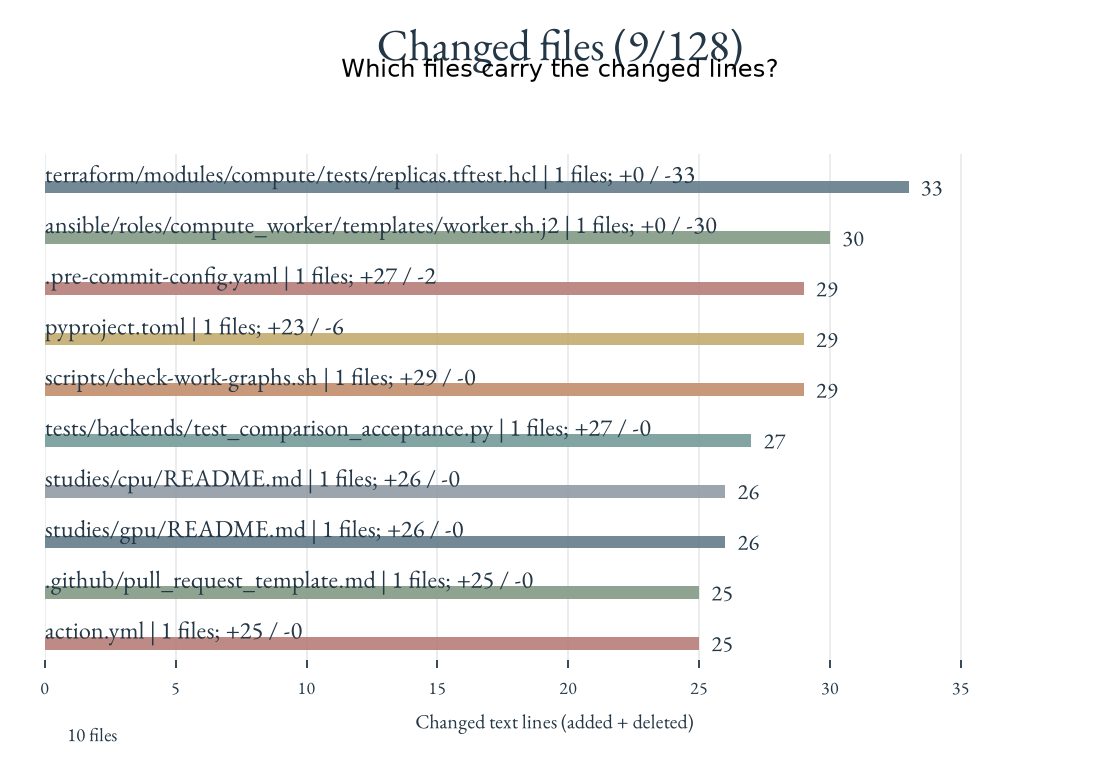 Changed files (9/128)
Which files carry the changed lines?
terraform/modules/compute/tests/replicas.tftest.hcl | 1 files; +0 / -33
33
ansible/roles/compute_worker/templates/worker.sh.j2 | 1 files; +0 / -30
30
.pre-commit-config.yaml | 1 files; +27 / -2
29
pyproject.toml | 1 files; +23 / -6
29
scripts/check-work-graphs.sh | 1 files; +29 / -0
29
tests/backends/test_comparison_acceptance.py | 1 files; +27 / -0
27
studies/cpu/README.md | 1 files; +26 / -0
26
studies/gpu/README.md | 1 files; +26 / -0
26
.github/pull_request_template.md | 1 files; +25 / -0
25
action.yml | 1 files; +25 / -0
25
0 5 10 15 20 25 30 35
Changed text lines (added + deleted)
10 files